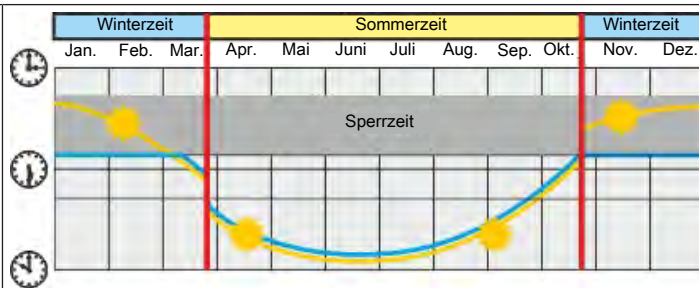 Winterzeit Sommerzeit Winterzeit
Jan. Feb. Mar. Apr. Mai Juni Juli Aug. Sep. Okt. Nov. Dez.
Sperrzeit